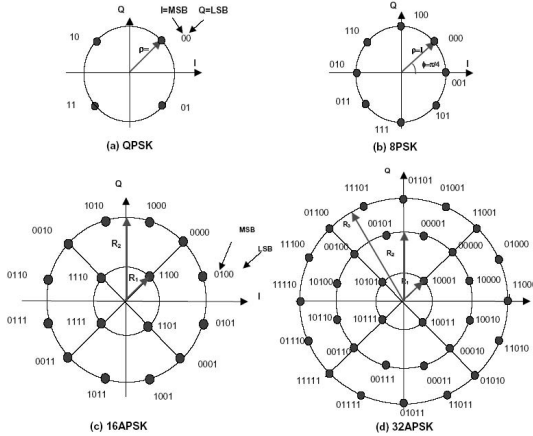 Q I=MSB Q=LSB
10 00
ρ=
I
11 01
(a) QPSK
Q 100
110 000
ρ=1
ϕ=π/4
010 I
001
011 101
111
(b) 8PSK
Q
1010 1000
0010 0000 MSB
R₂ LSB
0110 1110 R₁ 1100 0100
I
0111 1111 1101 0101
0011 0001
1011 1001
(c) 16APSK
Q 01101
11101 01001
01100 11001
R₃ 00101 00001
11100 00100 R₂ 00000 01000
10101 R₁ 10001 10000
11110 11000
10110 10111 10011 10010
01110 00110 00010 11010
00111 00011
11111 01010
01111 01011 11011
(d) 32APSK